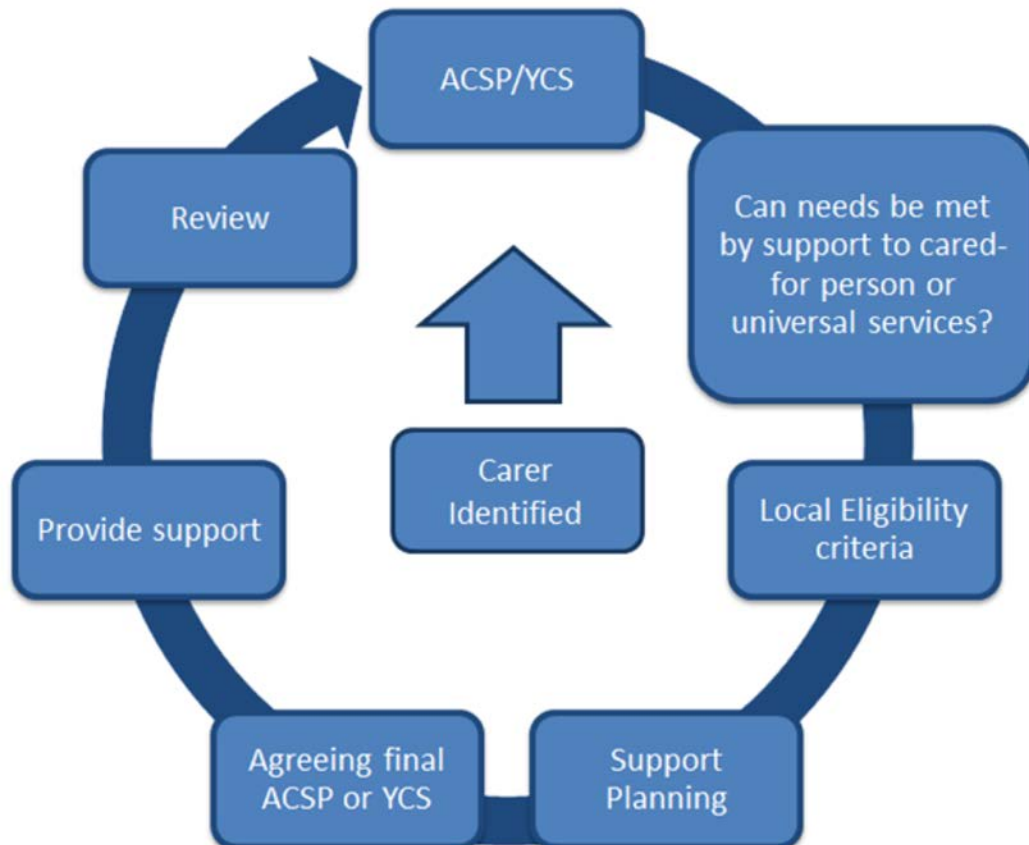 ACSP/YCS
Can needs be met
by support to cared-
for person or
universal services?
Local Eligibility
criteria
Support
Planning
Agreeing final
ACSP or YCS
Provide support
Review
Carer
Identified